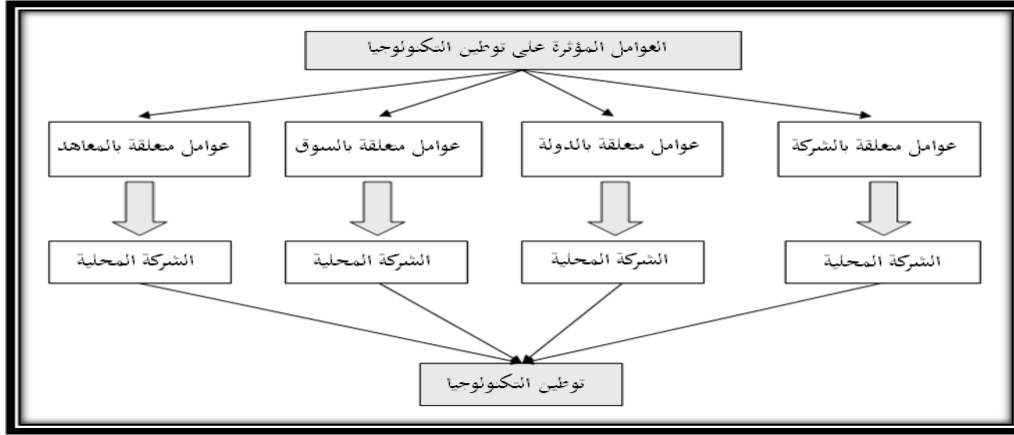 العوامل المؤثرة على توطين التكنولوجيا
عوامل متعلقة بالشركة
عوامل متعلقة بالدولة
عوامل متعلقة بالسوق
عوامل متعلقة بالمعاهد
الشركة المحلية
الشركة المحلية
الشركة المحلية
الشركة المحلية
توطين التكنولوجيا